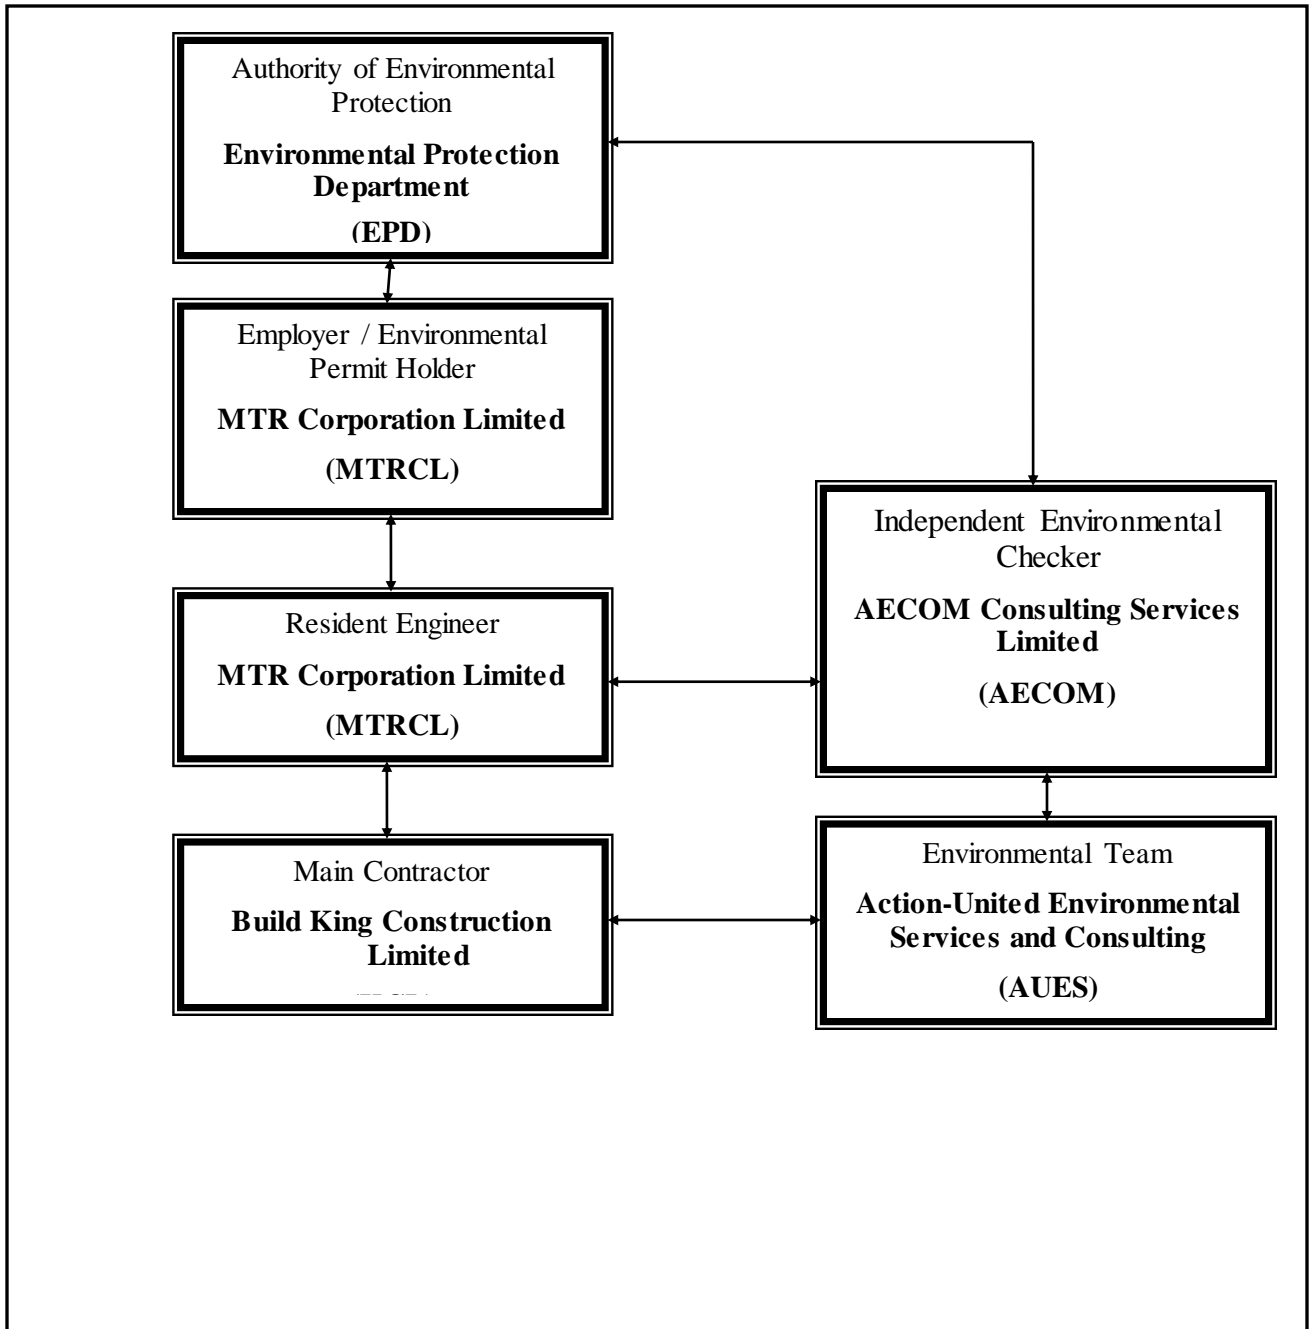 Authority of Environmental
Protection
Environmental Protection
Department
(EPD)
Employer / Environmental
Permit Holder
MTR Corporation Limited
(MTRCL)
Independent Environmental
Checker
AECOM Consulting Services
Limited
(AECOM)
Resident Engineer
MTR Corporation Limited
(MTRCL)
Main Contractor
Build King Construction
Limited
Environmental Team
Action-United Environmental
Services and Consulting
(AUES)